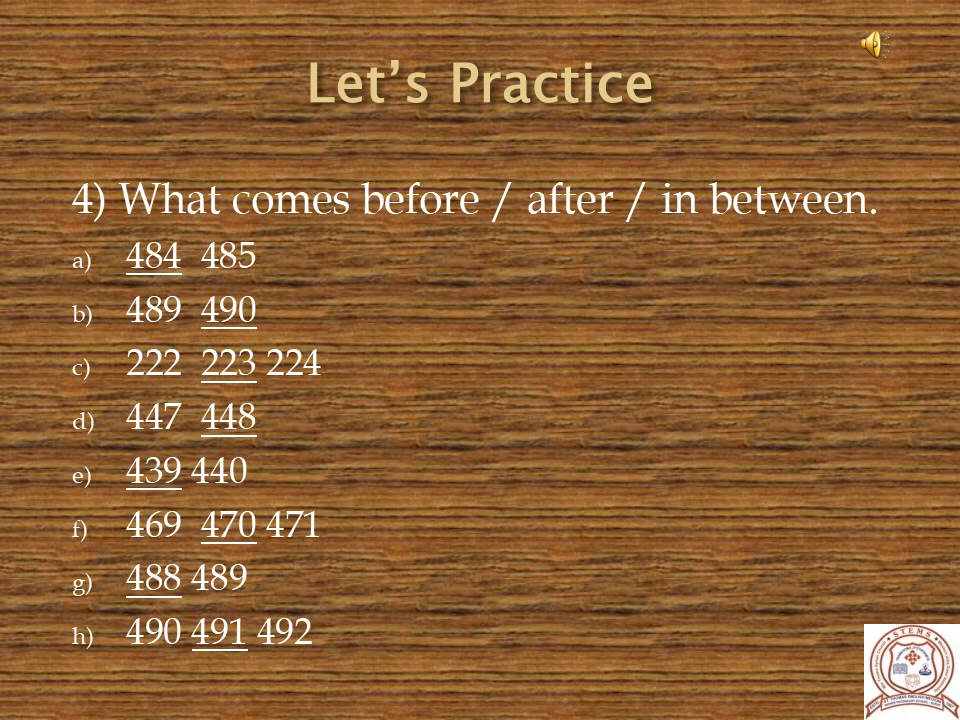 Let’s Practice
4) What comes before / after / in between.
a) 484 485
b) 489 490
c) 222 223 224
d) 447 448
e) 439 440
f) 469 470 471
g) 488 489
h) 490 491 492
STEMS